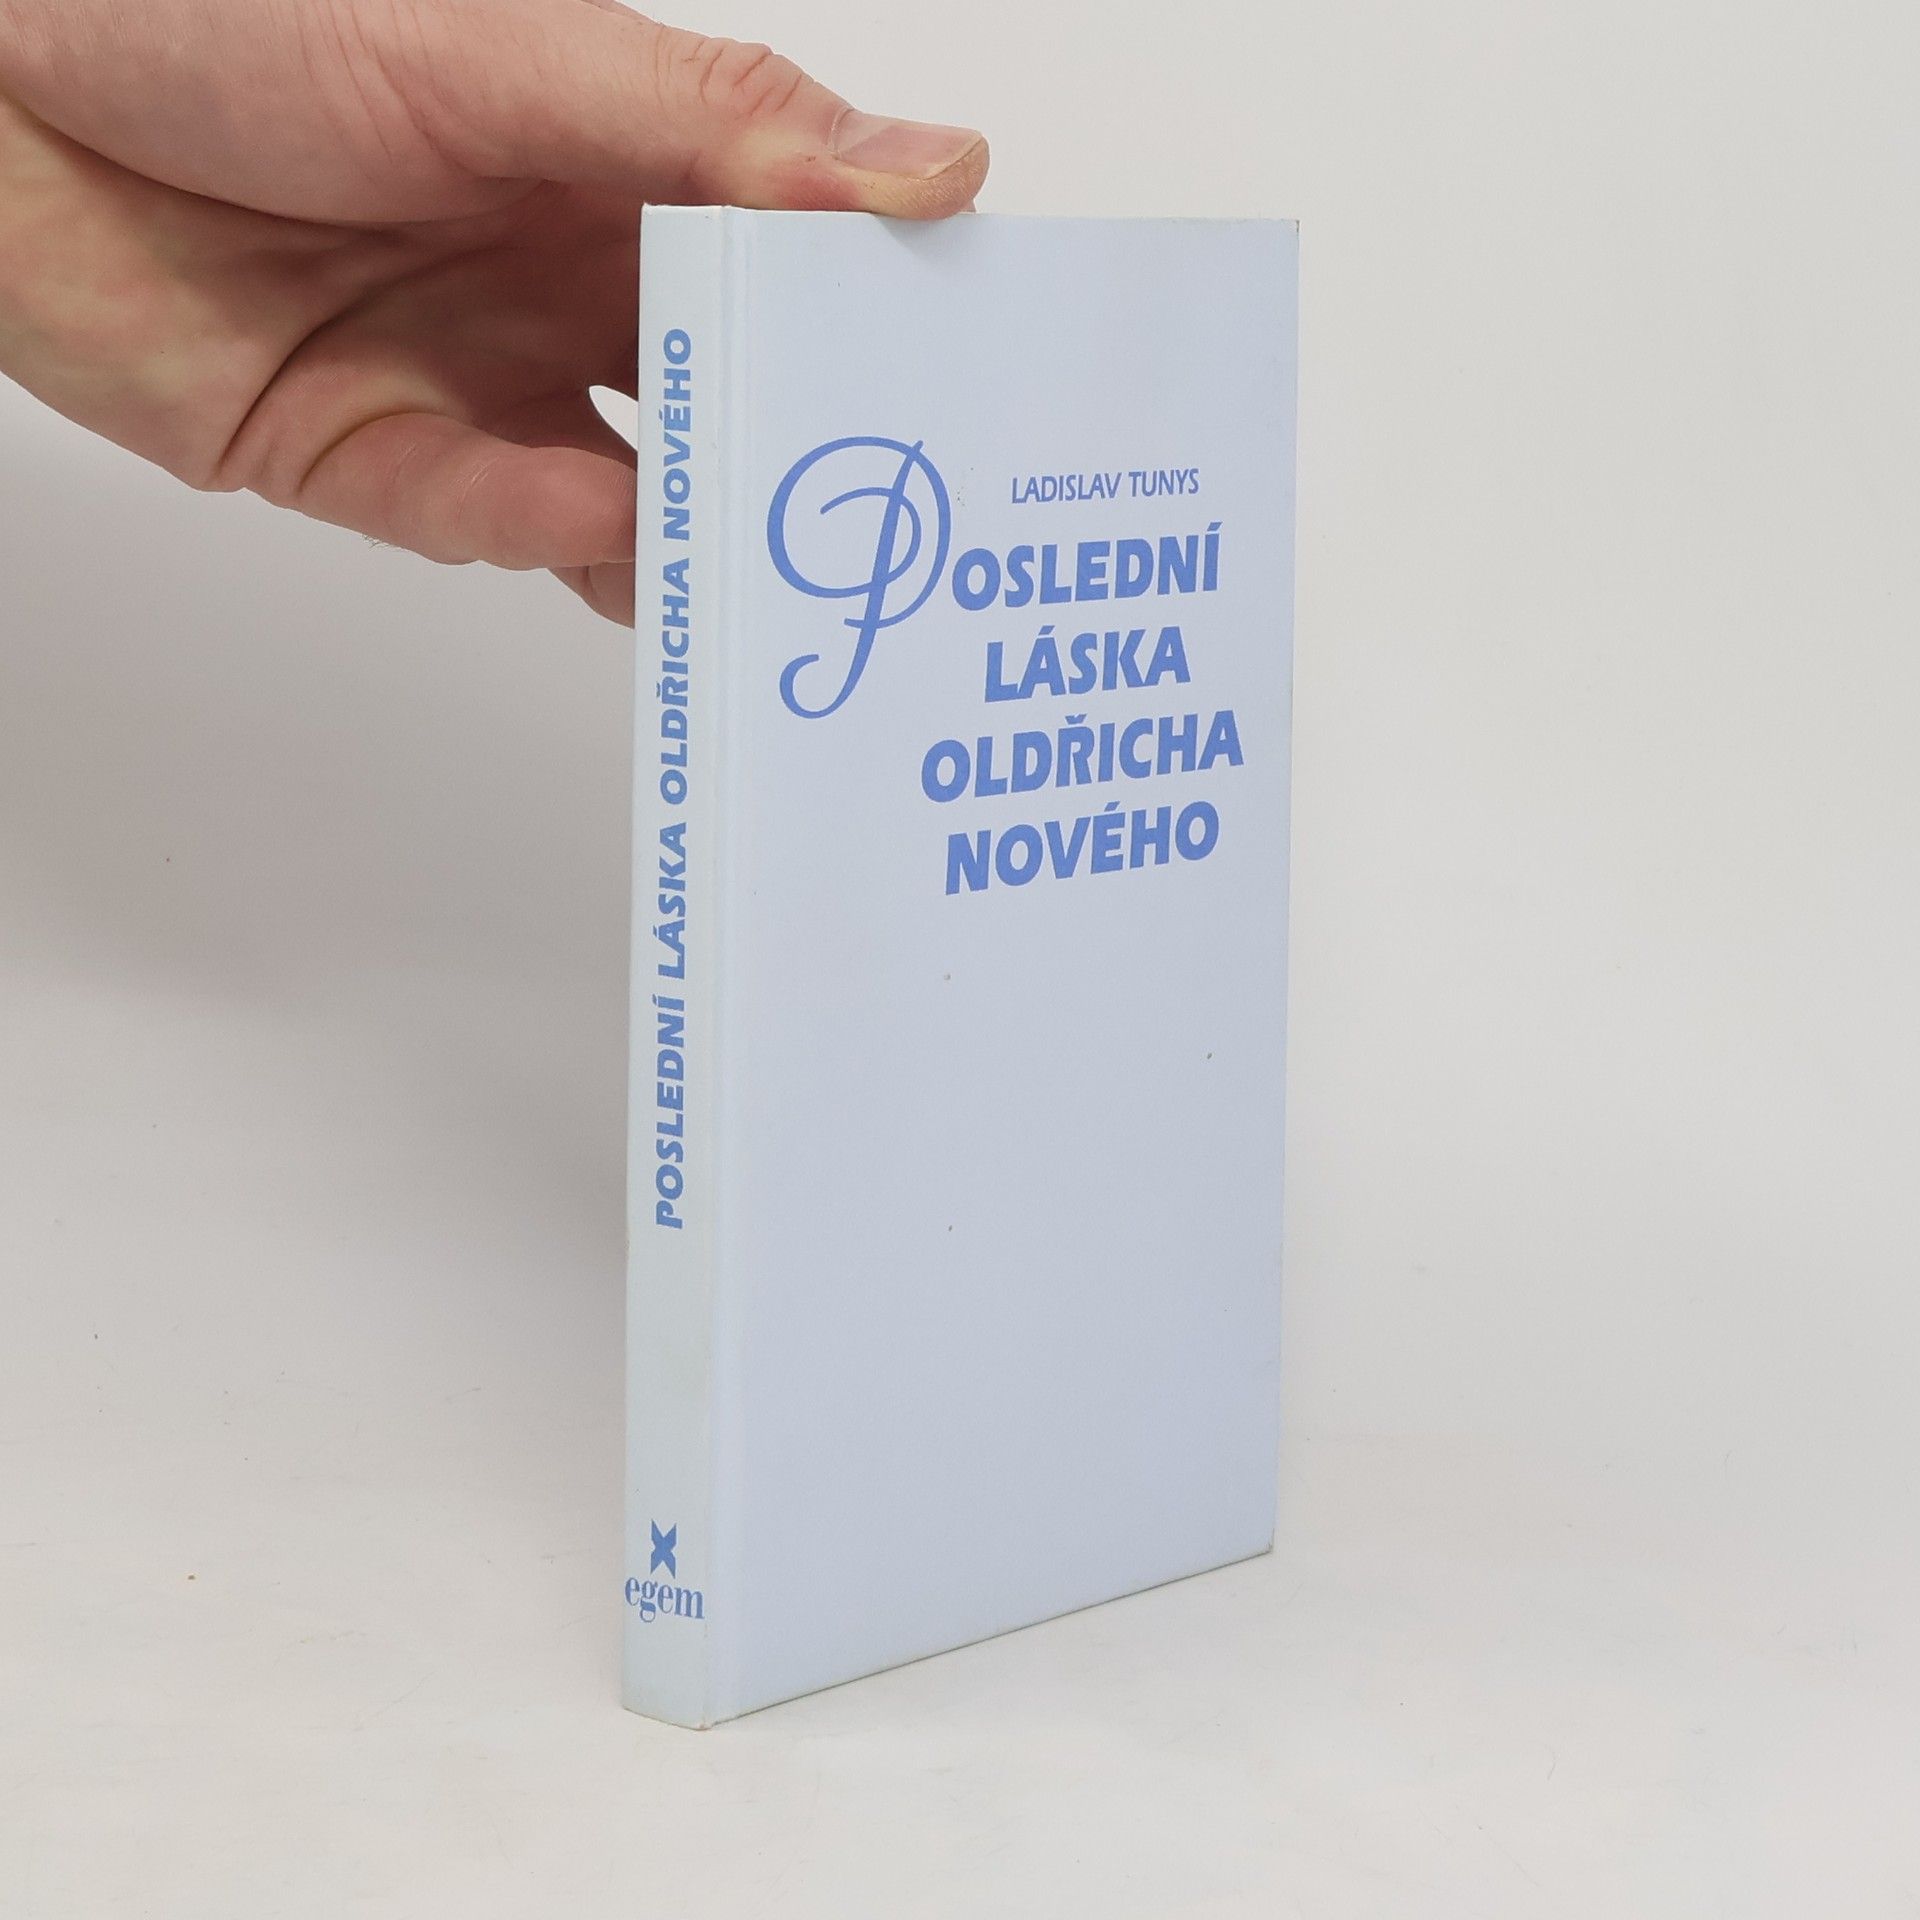 LADISLAV TUNYS
POSLEDNÍ
LÁSKA
OLDŘICHA
NOVÉHO
POSLEDNÍ LÁSKA OLDŘICHA NOVÉHO
egem